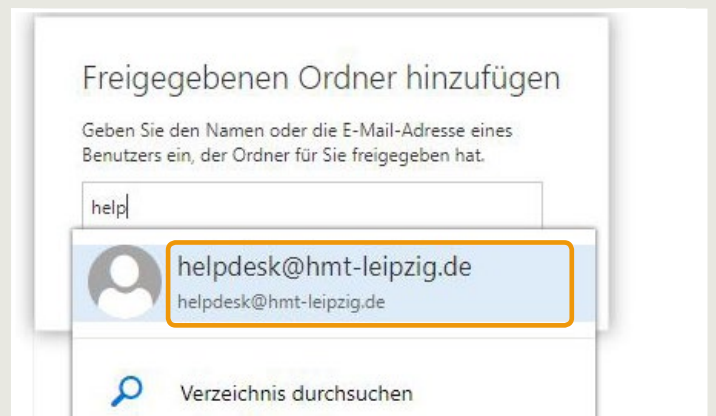 Freigegebenen Ordner hinzufügen
Geben Sie den Namen oder die E-Mail-Adresse eines
Benutzers ein, der Ordner für Sie freigegeben hat.
help
helpdesk@hmt-leipzig.de
helpdesk@hmt-leipzig.de
Verzeichnis durchsuchen